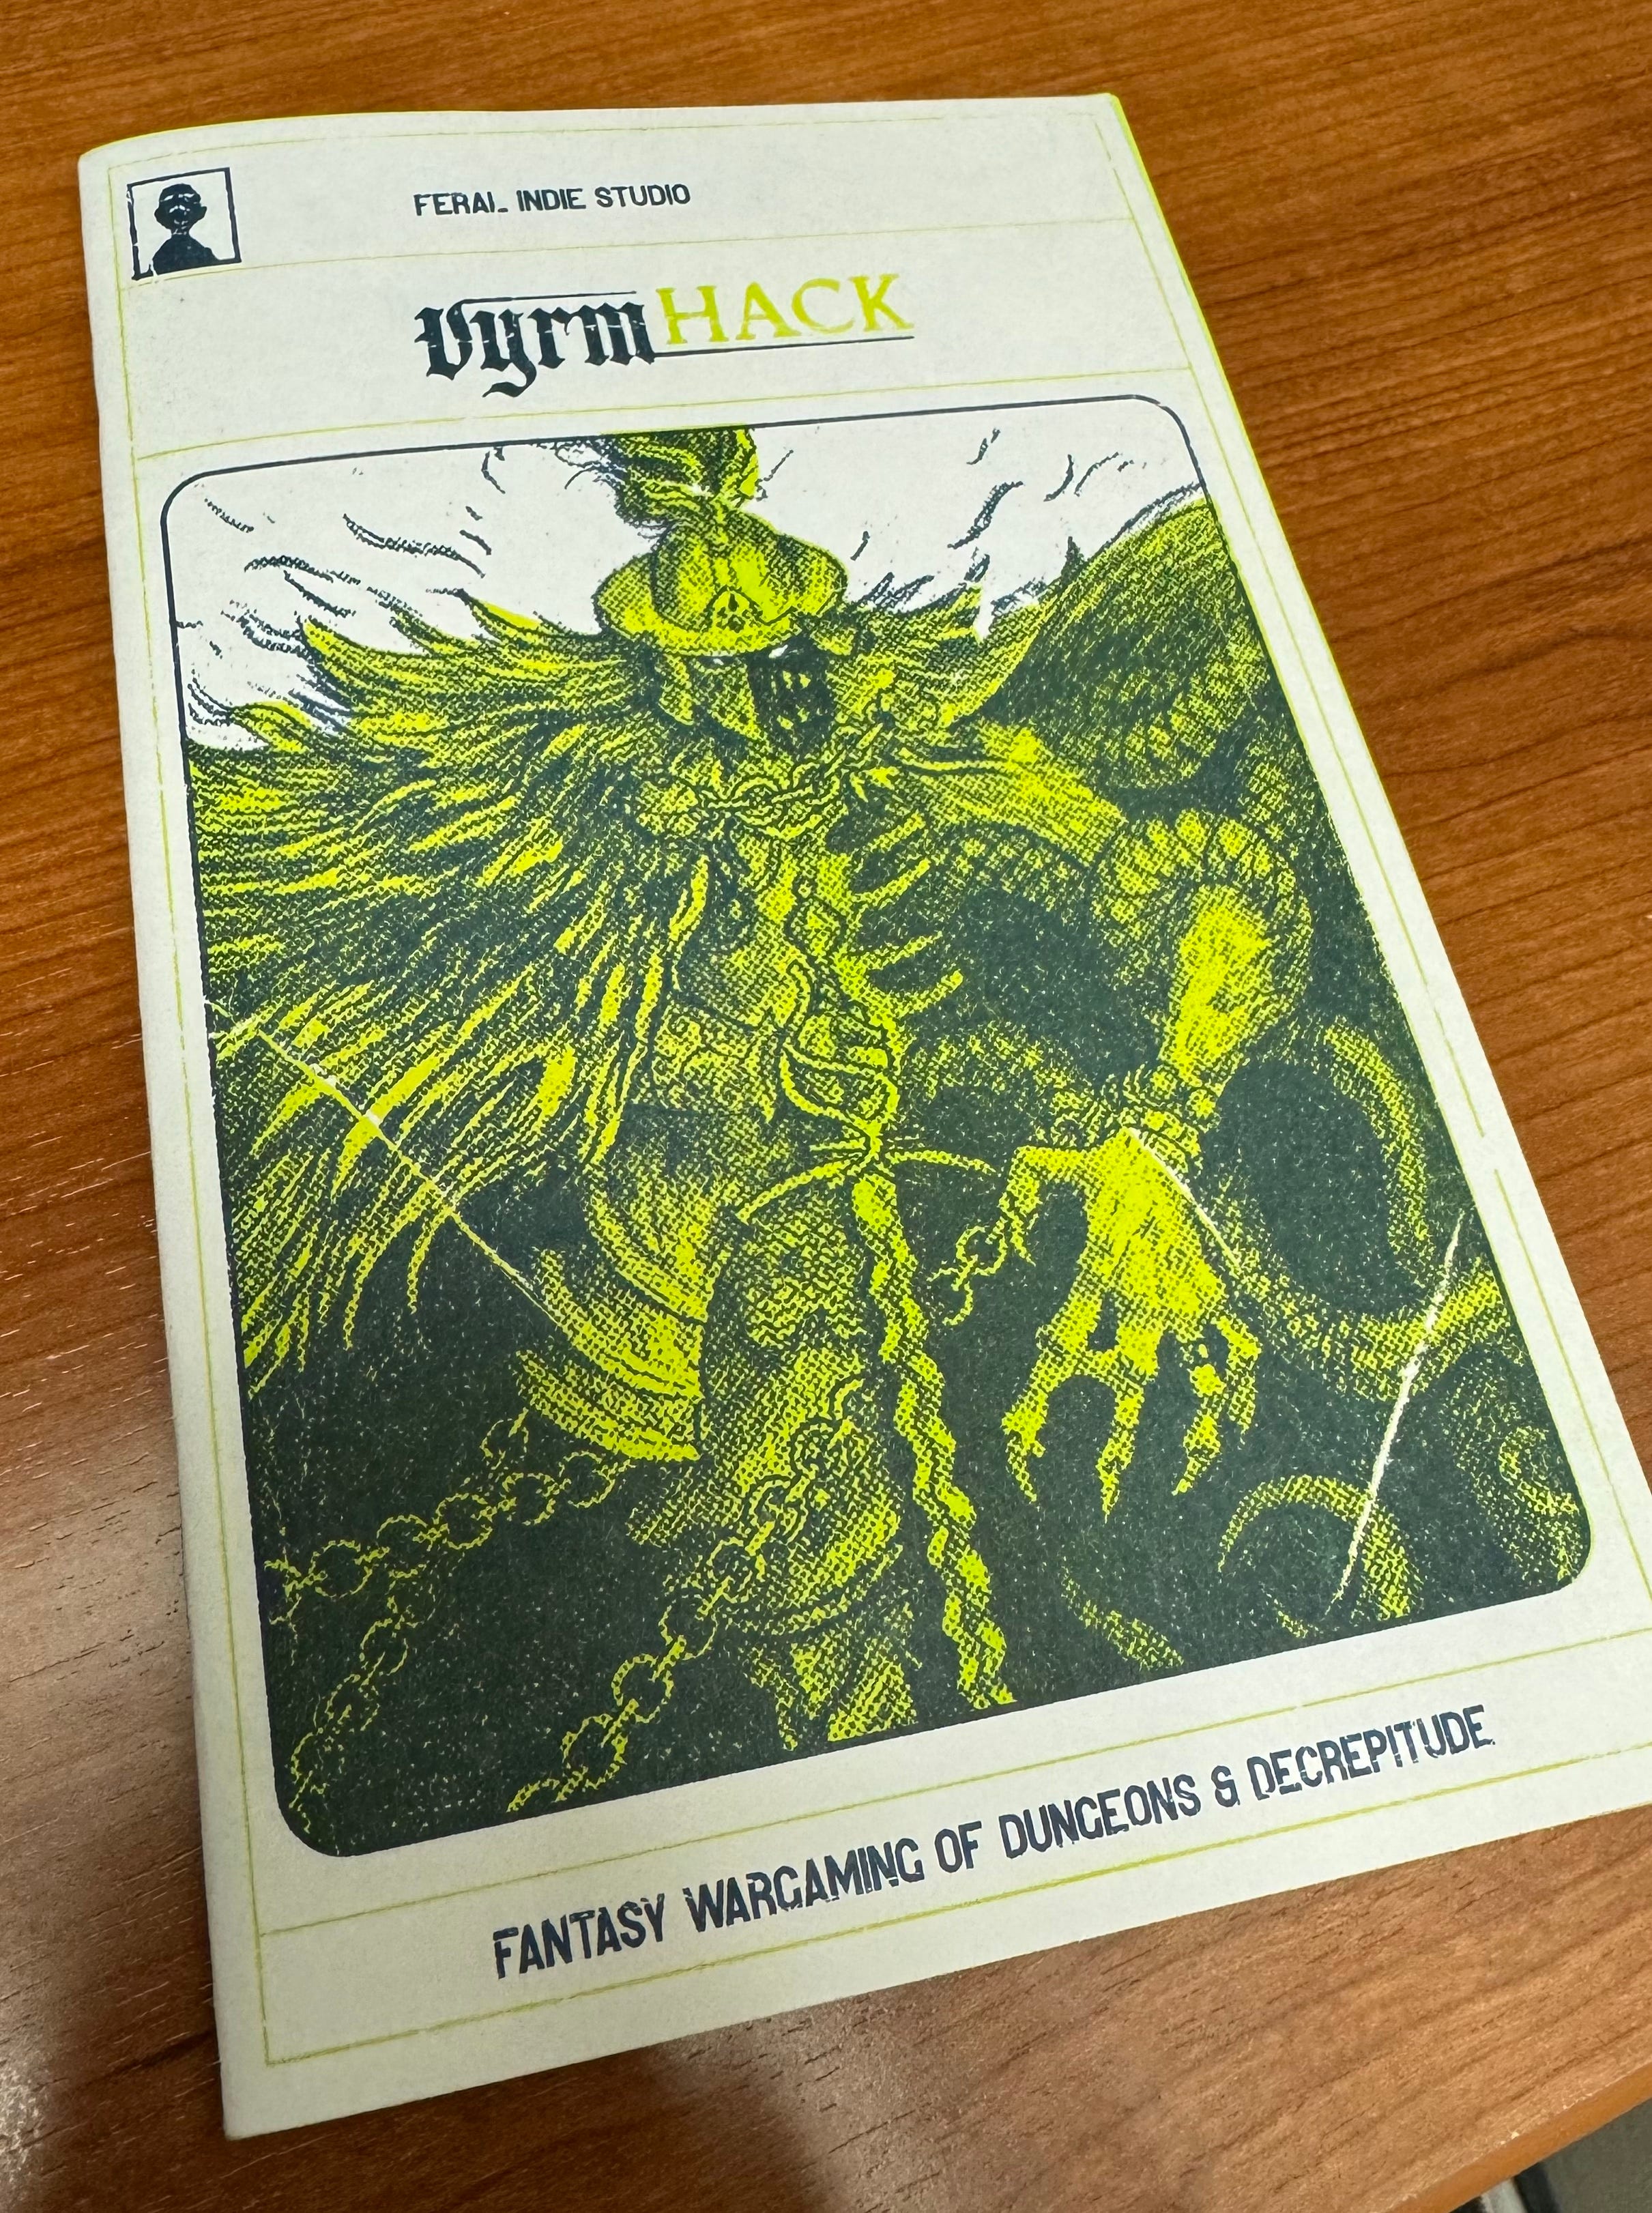 FERAL INDIE STUDIO
VyrmHACK
FANTASY WARGAMING OF DUNGEONS & DECREPITUDE